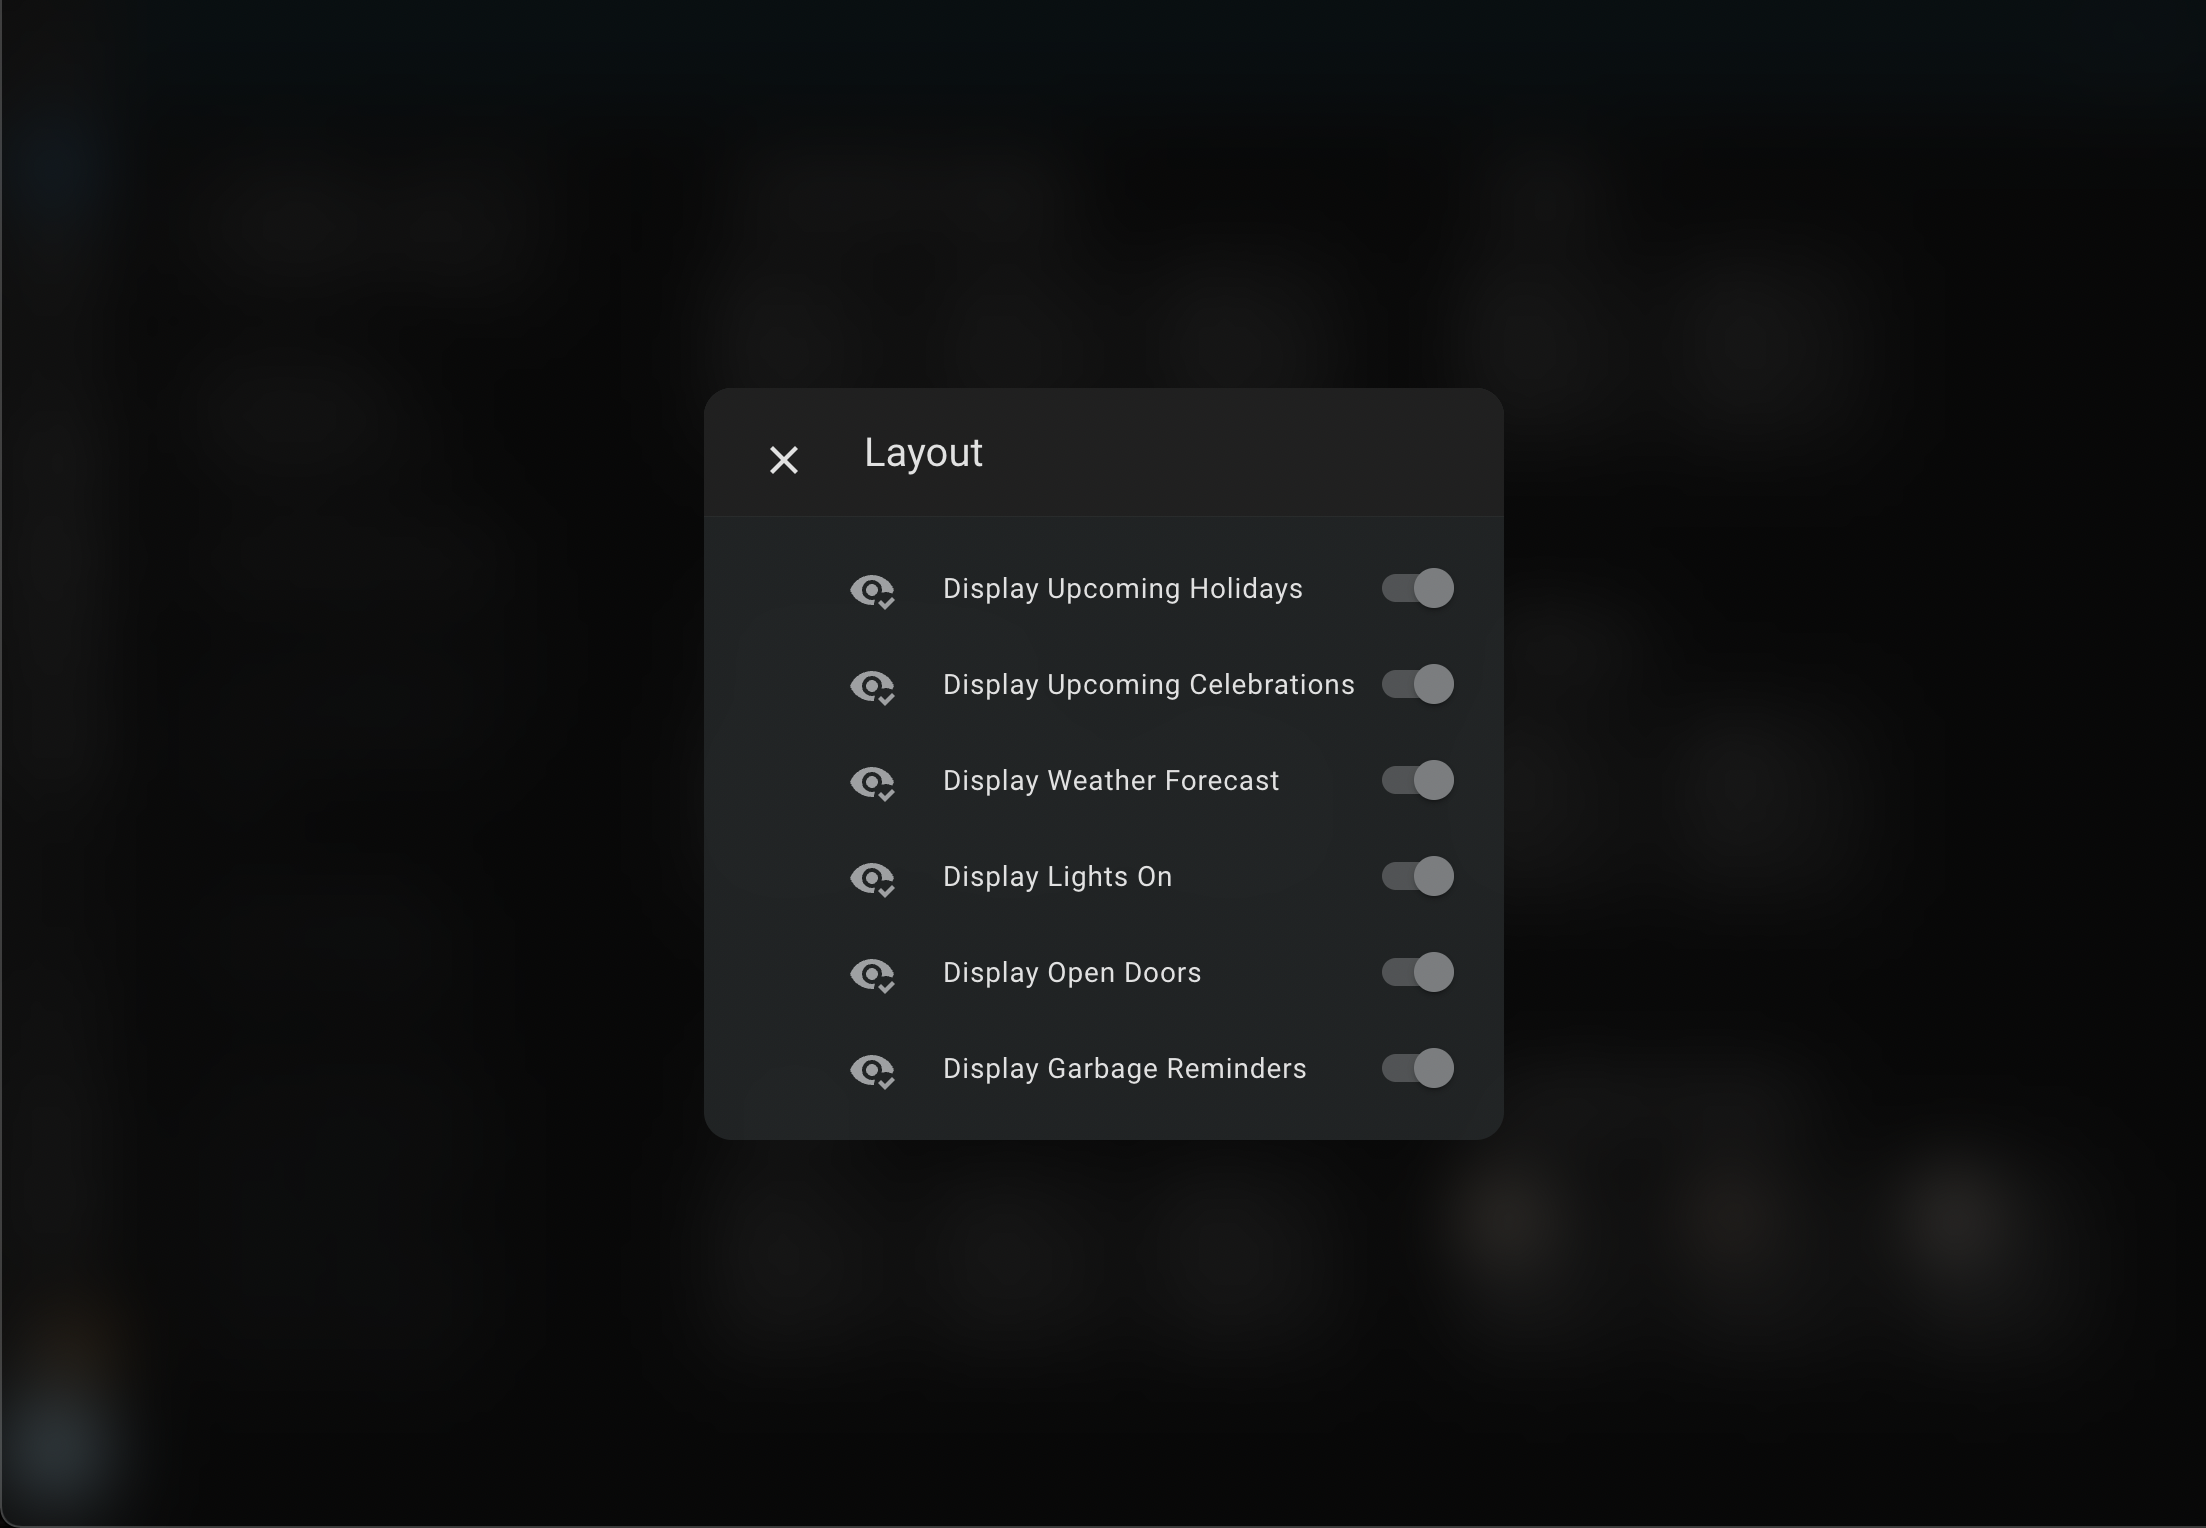 Layout
Display Upcoming Holidays
Display Upcoming Celebrations
Display Weather Forecast
Display Lights On
Display Open Doors
Display Garbage Reminders